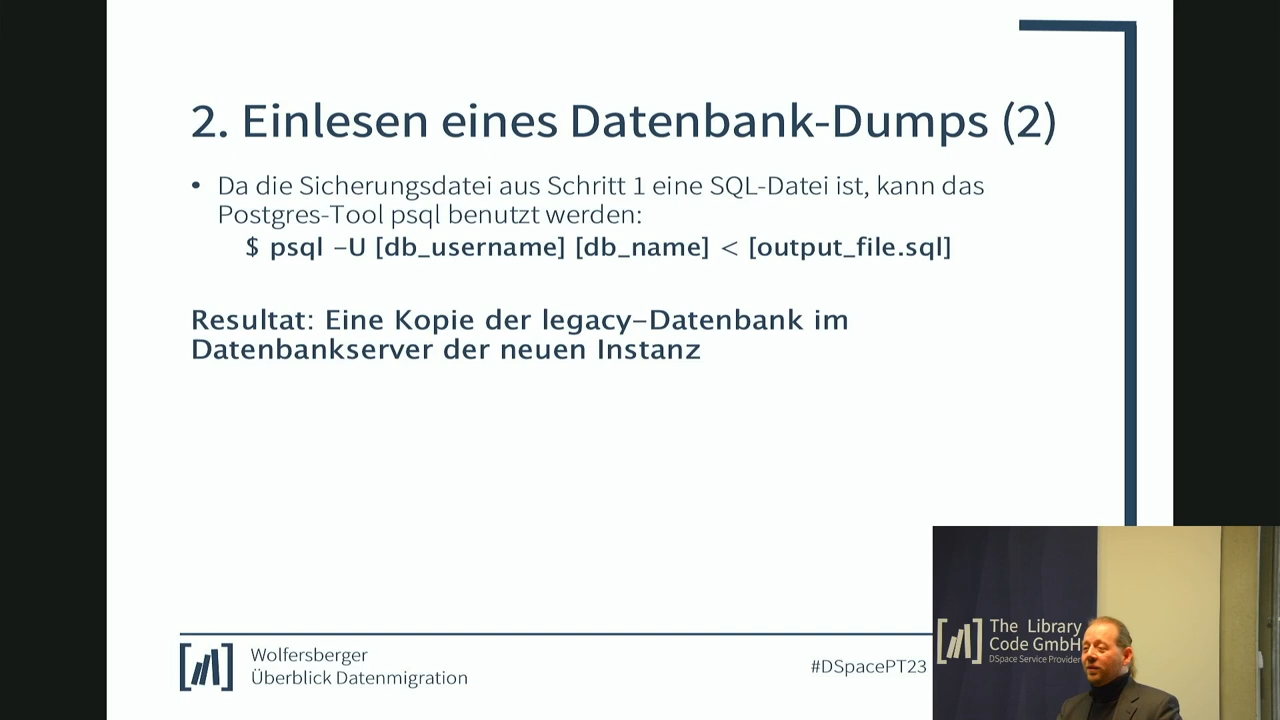 2. Einlesen eines Datenbank-Dumps (2)
• Da die Sicherungsdatei aus Schritt 1 eine SQL-Datei ist, kann das
Postgres-Tool psql benutzt werden:
$ psql –U [db_username] [db_name] < [output_file.sql]
Resultat: Eine Kopie der legacy–Datenbank im
Datenbankserver der neuen Instanz
Wolfersberger
Überblick Datenmigration
#DSpacePT23
The Library
Code GmbH
DSpace Service Provider